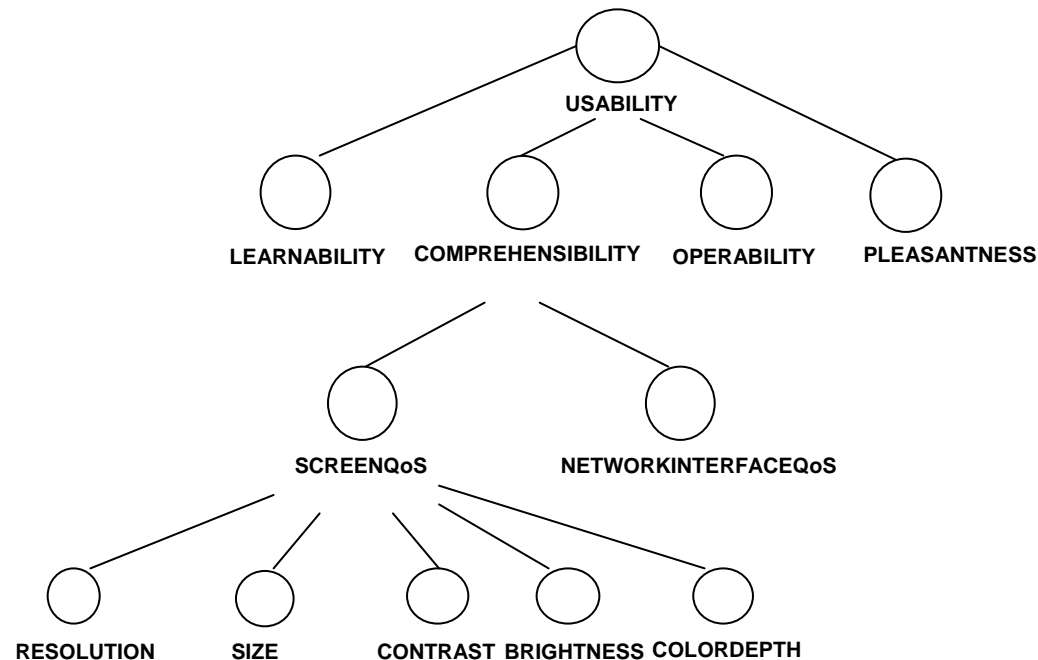 USABILITY
LEARNABILITY COMPREHENSIBILITY OPERABILITY PLEASANTNESS
SCREENQoS NETWORKINTERFACEQoS
RESOLUTION SIZE CONTRAST BRIGHTNESS COLORDEPTH